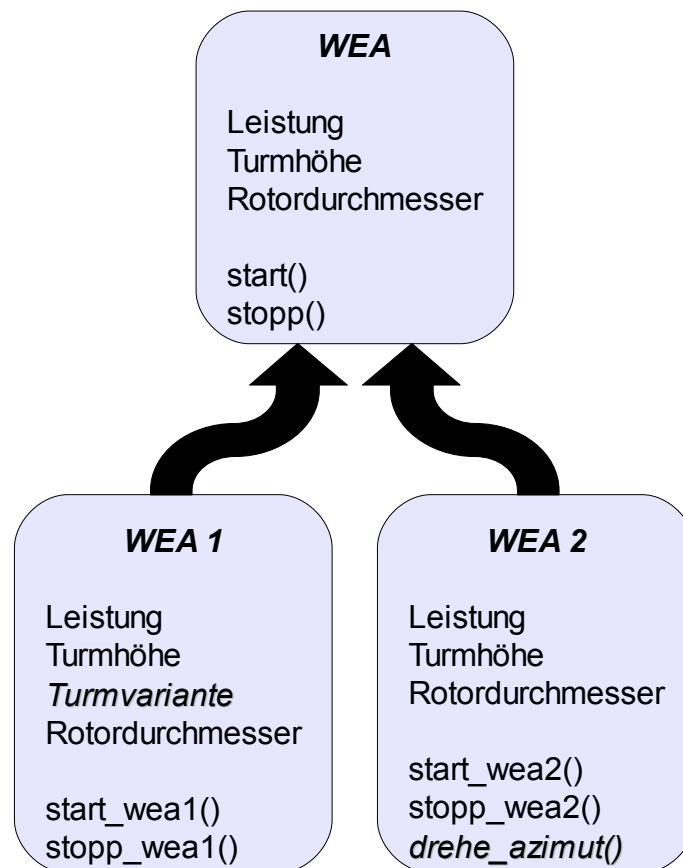 WEA
Leistung
Turmhöhe
Rotordurchmesser
start()
stopp()
WEA 1
Leistung
Turmhöhe
Turmvariante
Rotordurchmesser
start_wea1()
stopp_wea1()
WEA 2
Leistung
Turmhöhe
Rotordurchmesser
start_wea2()
stopp_wea2()
drehe_azimut()